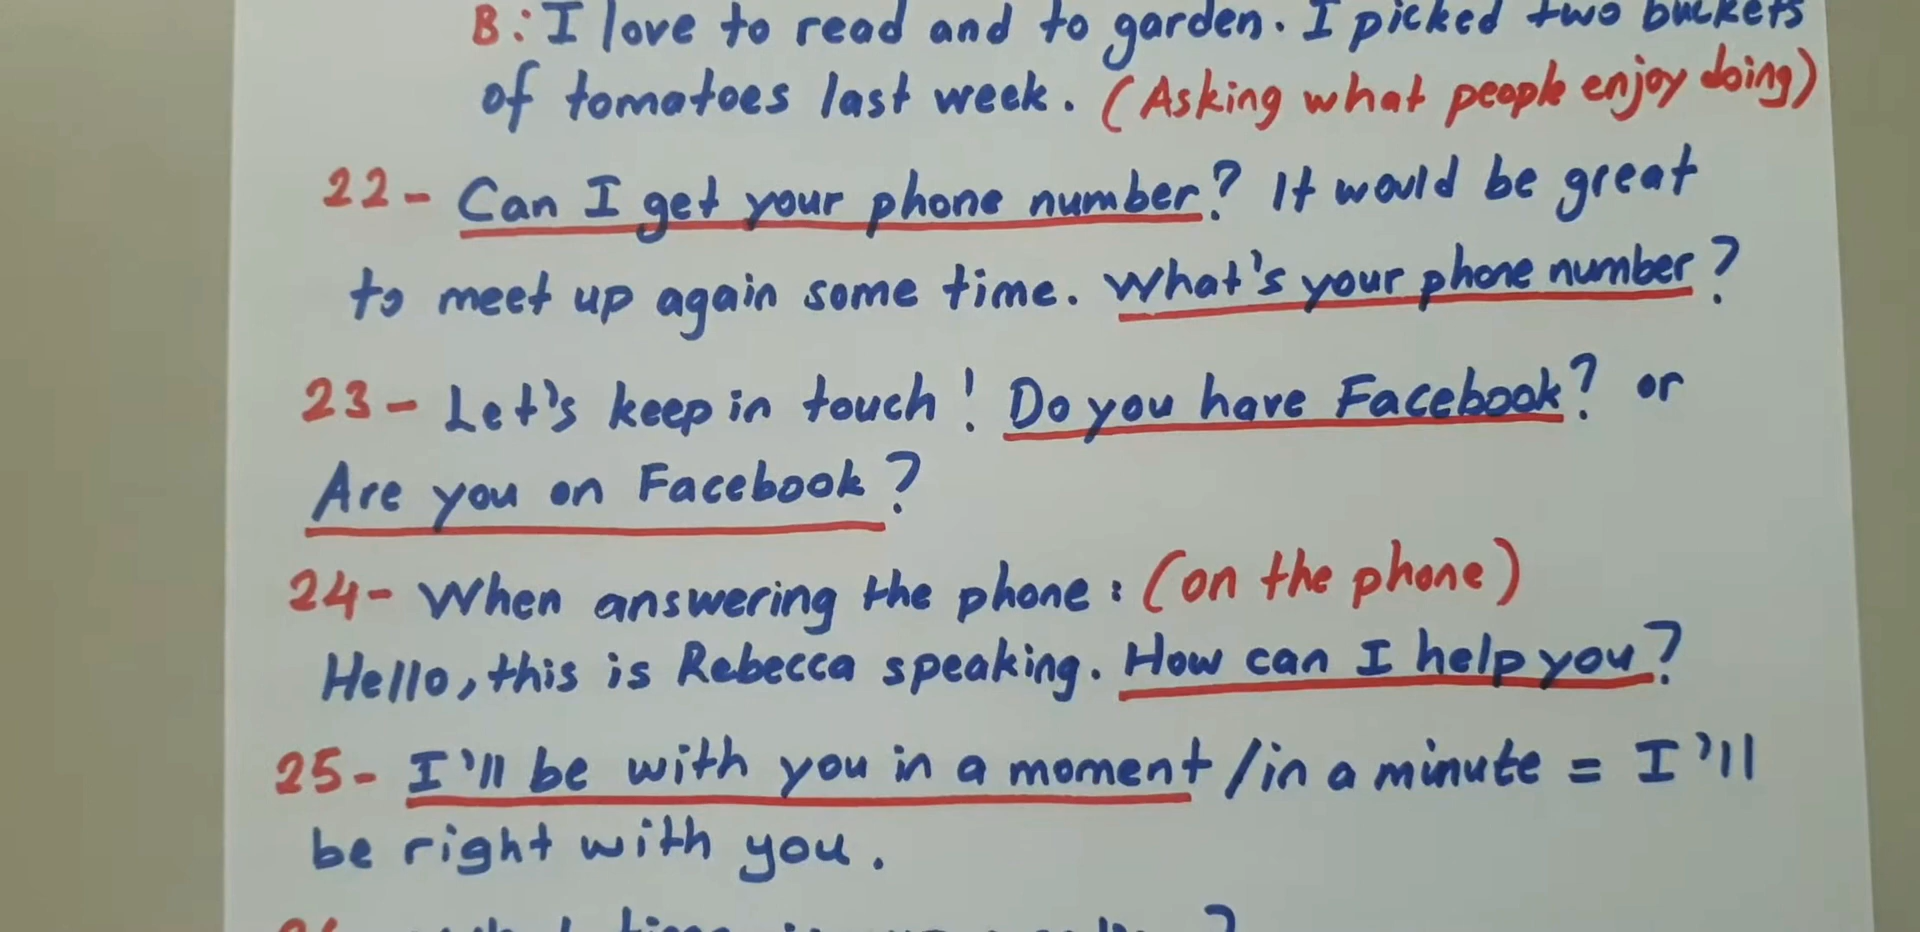 B: I love to read and to garden. I picked two buckets
of tomatoes last week. (Asking what people enjoy doing)
22- Can I get your phone number? It would be great
to meet up again some time. What's your phone number?
23- Let's keep in touch! Do you have Facebook? or
Are you on Facebook?
24- When answering the phone: (on the phone)
Hello, this is Rebecca speaking. How can I help you?
25- I'll be with you in a moment /in a minute = I'll
be right with you.